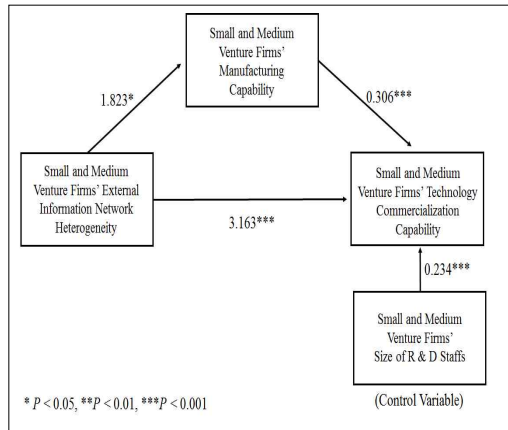 Small and Medium
Venture Firms'
Manufacturing
Capability
1.823*
0.306***
Small and Medium
Venture Firms' External
Information Network
Heterogeneity
Small and Medium
Venture Firms' Technology
Commercialization
Capability
3.163***
0.234***
Small and Medium
Venture Firms'
Size of R & D Staffs
(Control Variable)
* P < 0.05, **P < 0.01, ***P < 0.001